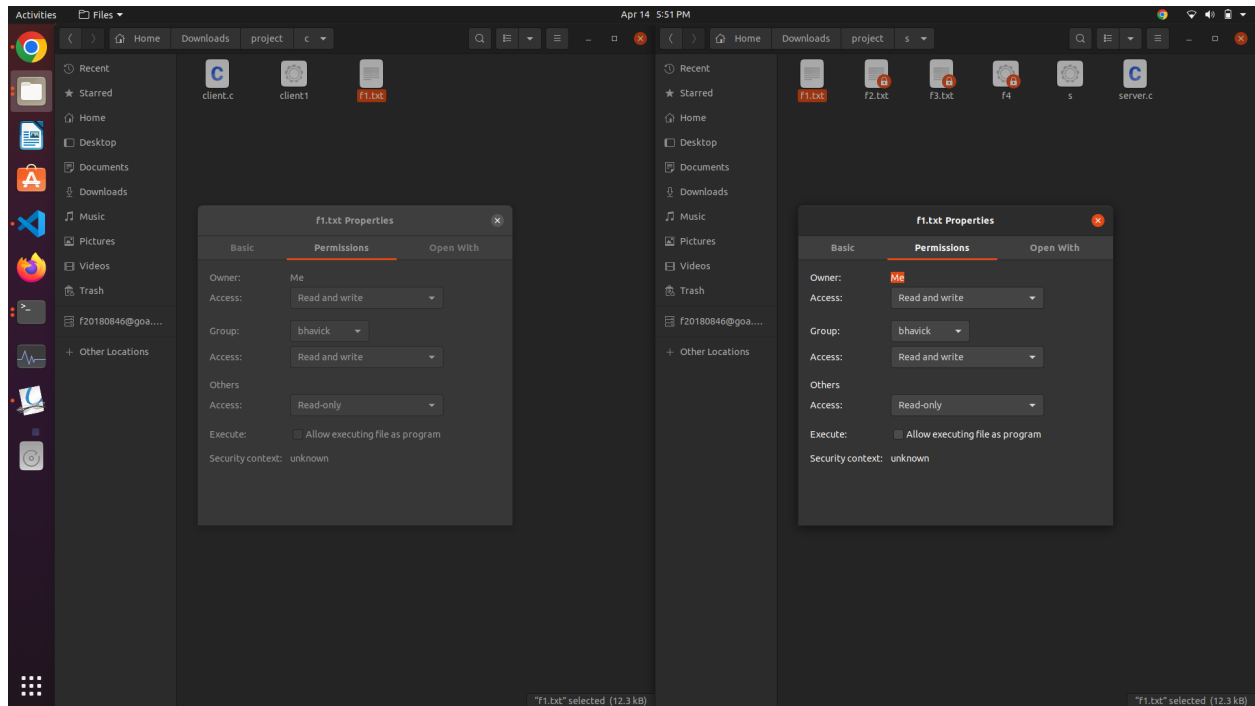 Activities Files Apr 14 5:51 PM
Home Downloads project c
Recent
Starred
Home
Desktop
Documents
Downloads
Music
Pictures
Videos
Trash
f20180846@goa....
+ Other Locations
client.c client1 f1.txt
f1.txt Properties
Basic Permissions Open With
Owner: Me
Access: Read and write
Group: bhavick
Access: Read and write
Others
Access: Read-only
Execute: Allow executing file as program
Security context: unknown
"f1.txt" selected (12.3 kB)
Home Downloads project s
Recent
Starred
Home
Desktop
Documents
Downloads
Music
Pictures
Videos
Trash
f20180846@goa....
+ Other Locations
f1.txt f2.txt f3.txt f4 s server.c
f1.txt Properties
Basic Permissions Open With
Owner: Me
Access: Read and write
Group: bhavick
Access: Read and write
Others
Access: Read-only
Execute: Allow executing file as program
Security context: unknown
"f1.txt" selected (12.3 kB)